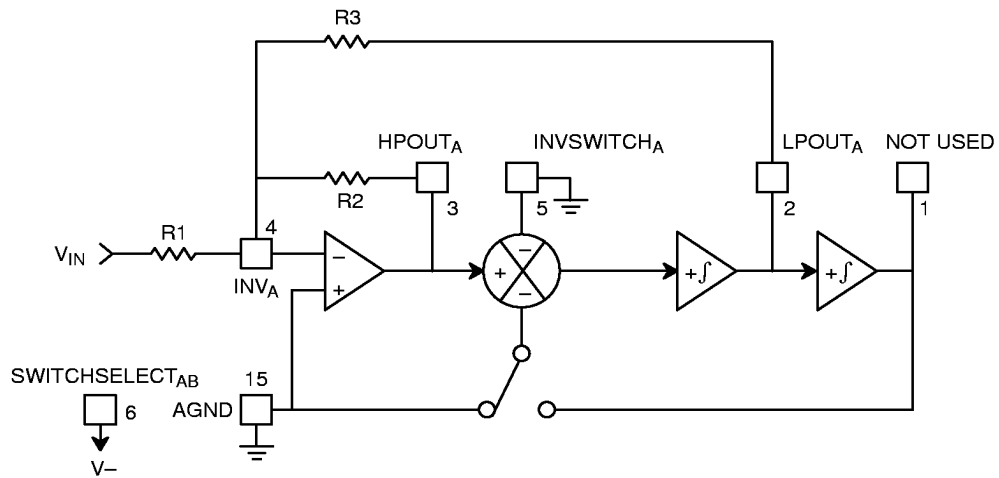 R3
HPOUTA
INVSWITCHA
LPOUTA
NOT USED
R2
3
5
2
1
R1
4
VIN
INVA
−
+
+
−
−
+∫
+∫
SWITCHSELECTAB
15
6
AGND
V–